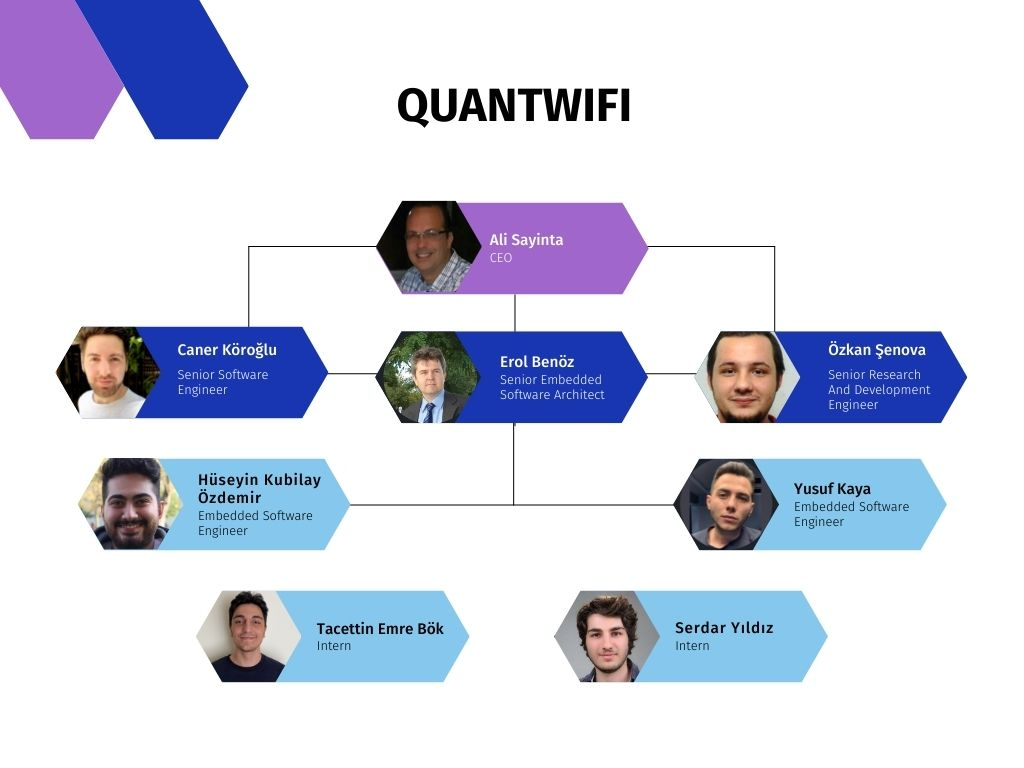 QUANTWIFI
Ali Sayinta
CEO
Caner Köroğlu
Senior Software
Engineer
Erol Benöz
Senior Embedded
Software Architect
Özkan Şenova
Senior Research
And Development
Engineer
Hüseyin Kubilay
Özdemir
Embedded Software
Engineer
Yusuf Kaya
Embedded Software
Engineer
Tacettin Emre Bök
Intern
Serdar Yıldız
Intern